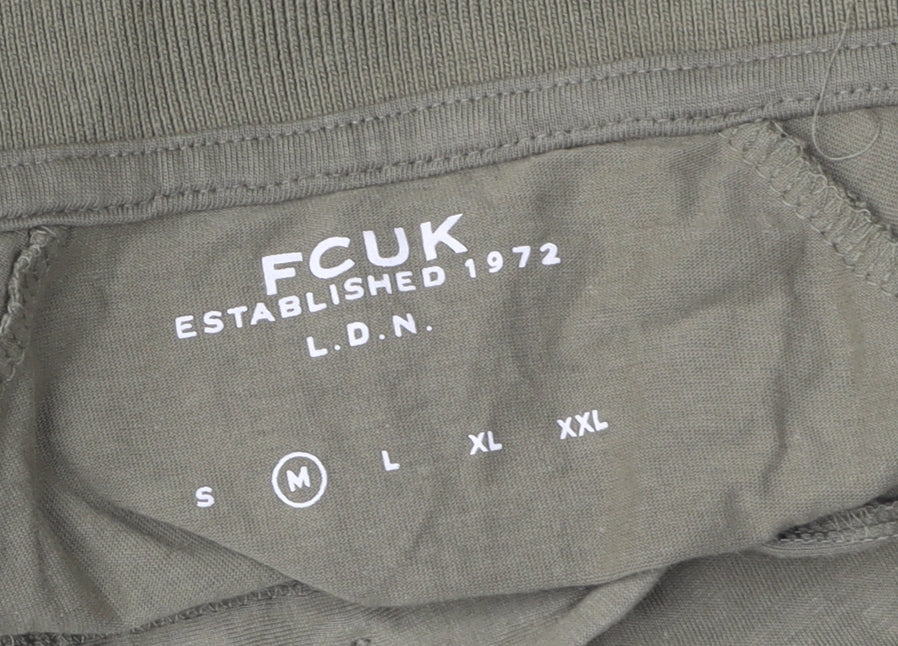 FCUK
ESTABLISHED 1972
L.D.N.
S M L XL XXL